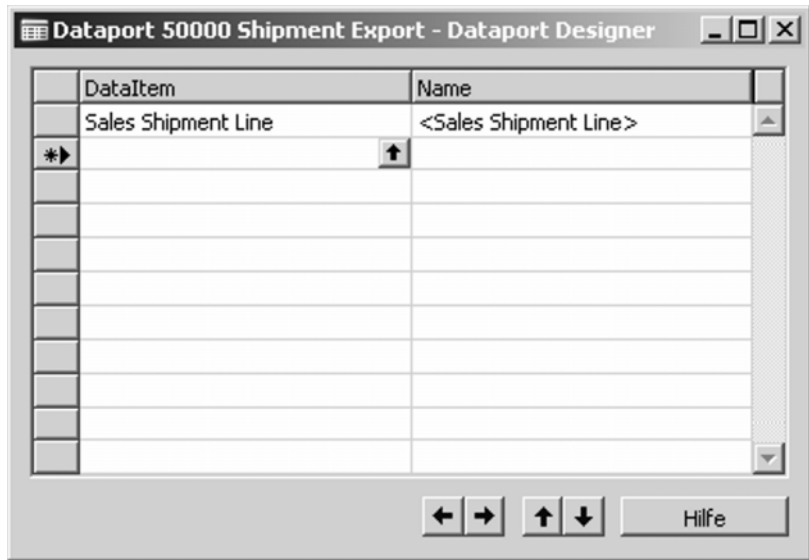 Dataport 50000 Shipment Export - Dataport Designer
DataItem Name
Sales Shipment Line <Sales Shipment Line>
Hilfe